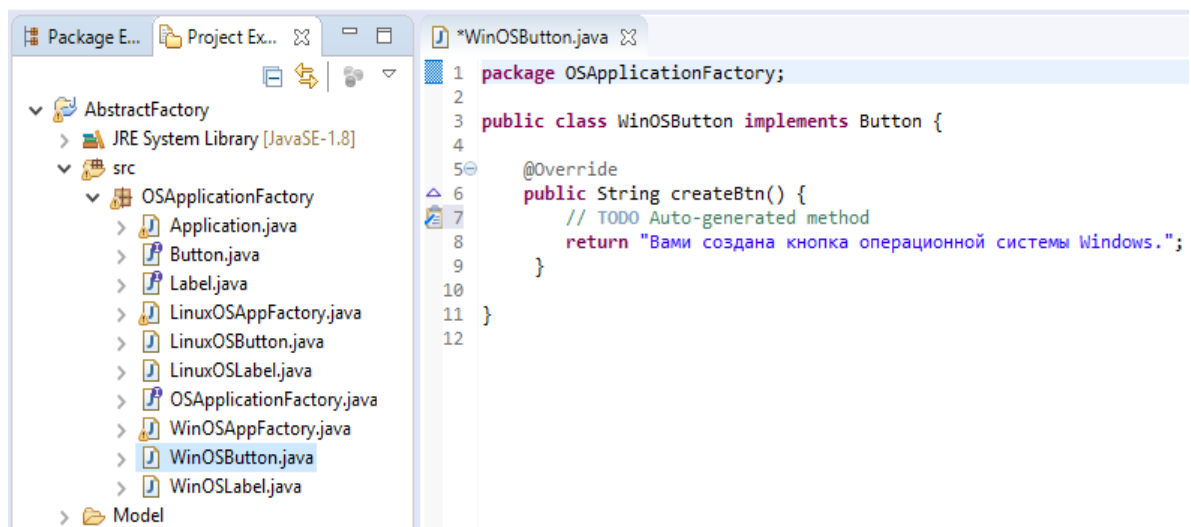 Package E...
Project Ex...
AbstractFactory
JRE System Library [JavaSE-1.8]
src
OSApplicationFactory
Application.java
Button.java
Label.java
LinuxOSAppFactory.java
LinuxOSButton.java
LinuxOSLabel.java
OSApplicationFactory.java
WinOSAppFactory.java
WinOSButton.java
WinOSLabel.java
Model
*WinOSButton.java
1 package OSApplicationFactory;
2
3 public class WinOSButton implements Button {
4
5 @Override
6 public String createBtn() {
7 // TODO Auto-generated method
8 return "Вами создана кнопка операционной системы Windows.";
9 }
10
11 }
12